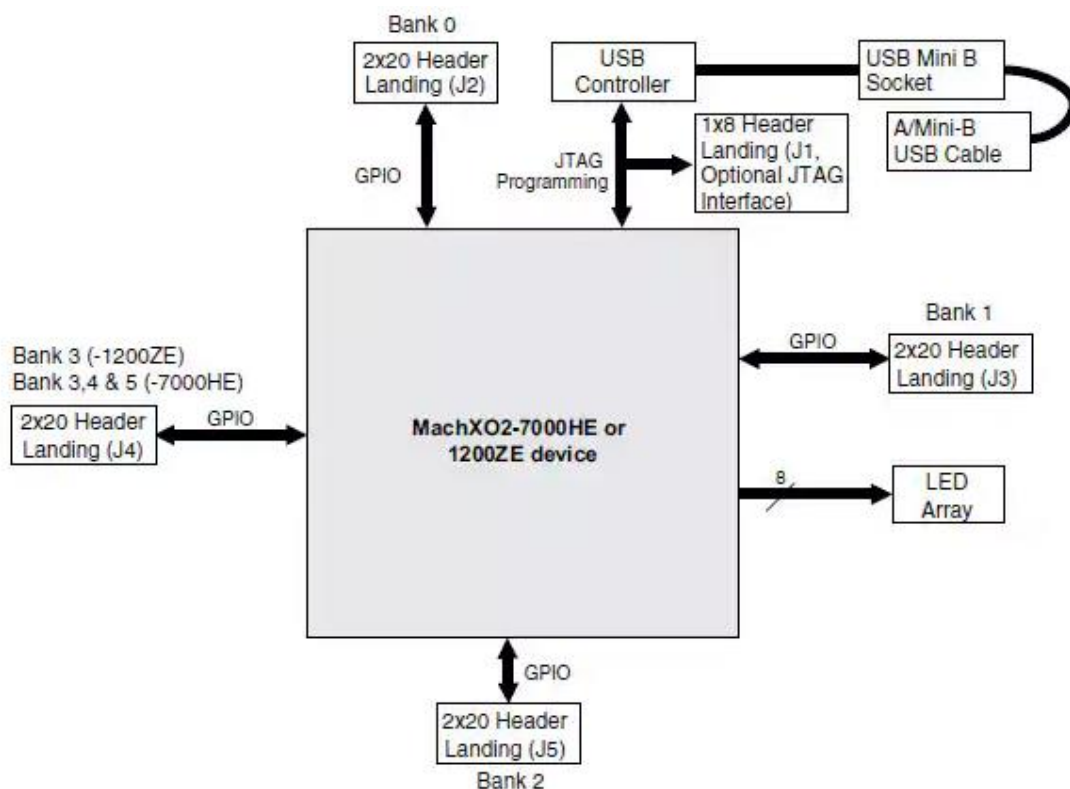 Bank 0
2x20 Header
Landing (J2)
USB
Controller
USB Mini B
Socket
A/Mini-B
USB Cable
1x8 Header
Landing (J1,
Optional JTAG
Interface)
JTAG
Programming
GPIO
Bank 1
GPIO
2x20 Header
Landing (J3)
Bank 3 (-1200ZE)
Bank 3,4 & 5 (-7000HE)
2x20 Header
Landing (J4)
GPIO
MachXO2-7000HE or
1200ZE device
8
LED
Array
GPIO
2x20 Header
Landing (J5)
Bank 2